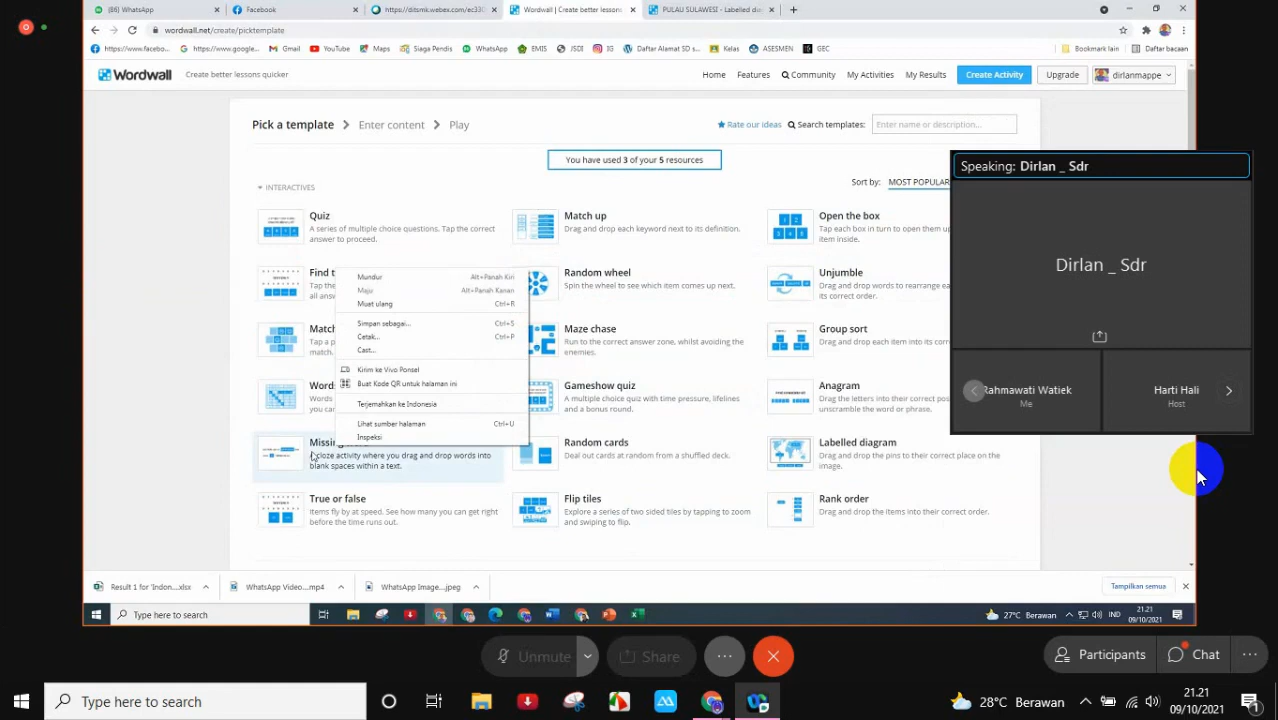 (86) WhatsApp
Facebook
https://ditsmk.webex.com/ec330
Wordwall | Create better lessons
PULAU SULAWESI - Labelled di
wordwall.net/create/picktemplate
https://www.facebo...
https://www.google...
Gmail
YouTube
Maps
Siaga Pendis
WhatsApp
EMIS
JSDI
IG
Daftar Alamat SD s...
Kelas
ASESMEN
GEC
Bookmark lain
Daftar bacaan
Wordwall
Create better lessons quicker
Home
Features
Community
My Activities
My Results
Create Activity
Upgrade
dirlanmappe
Pick a template
Enter content
Play
Rate our ideas
Search templates:
Enter name or description...
You have used 3 of your 5 resources
INTERACTIVES
Sort by:
MOST POPULAR
Quiz
A series of multiple choice questions. Tap the correct
answer to proceed.
Match up
Drag and drop each keyword next to its definition.
Open the box
Tap each box in turn to open them up
item inside.
Find t
Tap the
all answ
Random wheel
Spin the wheel to see which item comes up next.
Unjumble
Drag and drop words to rearrange ea
its correct order.
Match
Tap the
match.
Maze chase
Run to the correct answer zone, whilst avoiding the
enemies.
Group sort
Drag and drop each item into its corre
Words
you can
Gameshow quiz
A multiple choice quiz with time pressure, lifelines
and a bonus round.
Anagram
Drag the letters into their correct po
unscramble the word or phrase.
Missin
A cloze activity where you drag and drop words into
blank spaces within a text.
Random cards
Deal out cards at random from a shuffled deck.
Labelled diagram
Drag and drop the pins to their correct place on the
image.
True or false
Items fly by at speed. See how many you can get right
before the time runs out.
Flip tiles
Explore a series of two sided tiles by tapping to zoom
and swiping to flip.
Rank order
Drag and drop the items into their correct order.
Mundur Alt+Panah Kiri
Maju Alt+Panah Kanan
Muat ulang Ctrl+R
Simpan sebagai... Ctrl+S
Cetak... Ctrl+P
Cast...
Kirim ke Vivo Ponsel
Buat Kode QR untuk halaman ini
Terjemahkan ke Indonesia
Lihat sumber halaman Ctrl+U
Inspeksi
Speaking: Dirlan _ Sdr
Dirlan _ Sdr
Rahmawati Watiek
Me
Harti Hali
Host
Result 1 for 'Indon....xlsx
WhatsApp Video....mp4
WhatsApp Image....jpeg
Tampilkan semua
Type here to search
27°C Berawan
IND
21.21
09/10/2021
Unmute
Share
Participants
Chat
Type here to search
28°C Berawan
21.21
09/10/2021
1